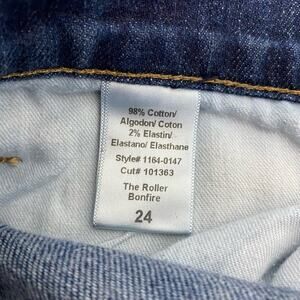 98% Cotton/
Algodon/ Coton
2% Elastin/
Elastano/ Elasthane
Style# 1164-0147
Cut# 101363
The Roller
Bonfire
24